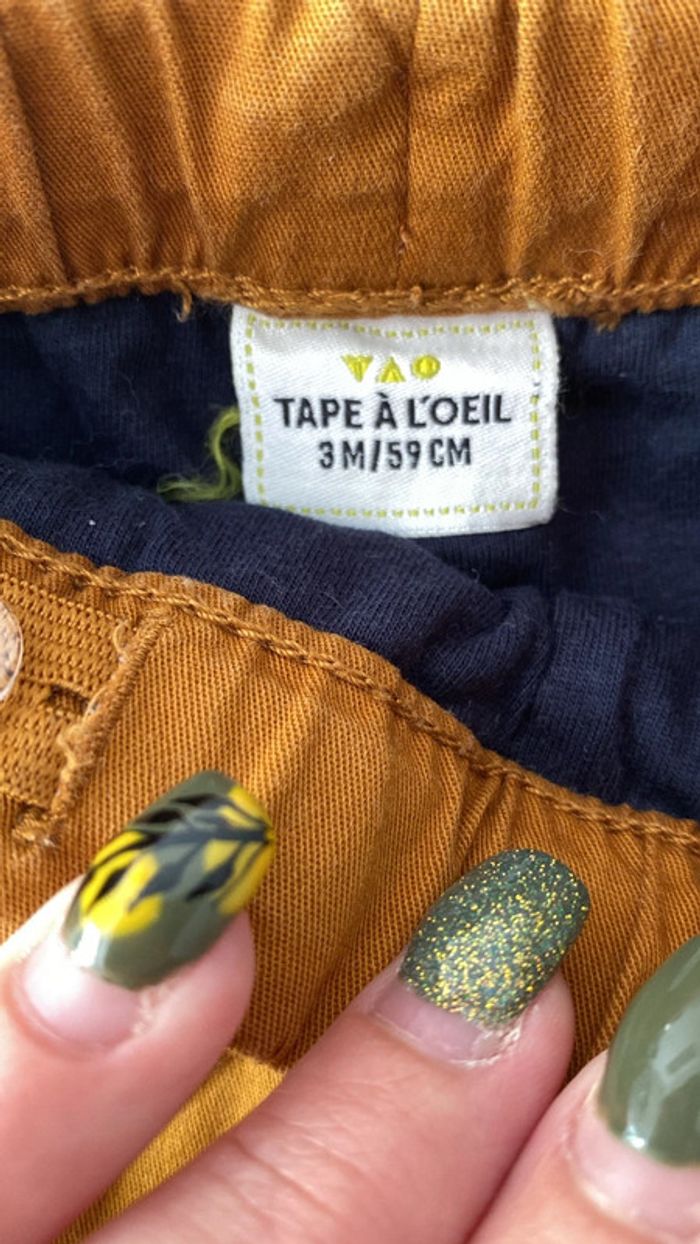 TAO
TAPE À L'OEIL
3M/59CM